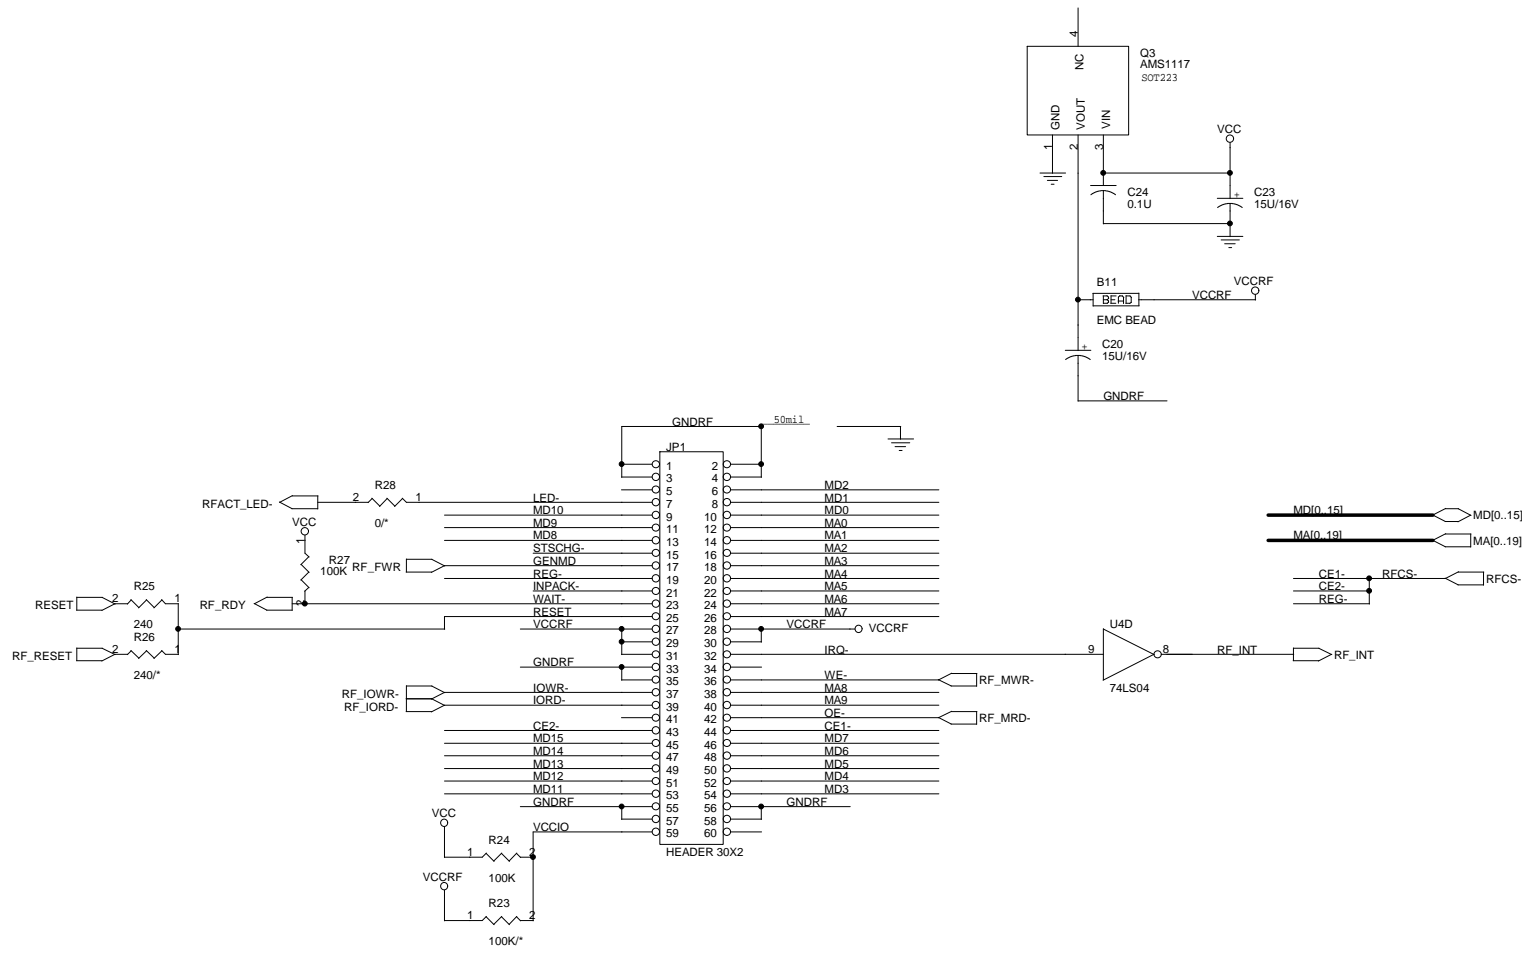 4
NC
Q3
AMS1117
SOT223
GND
VOUT
VIN
1
2
3
VCC
C24
0.1U
C23
15U/16V
+
B11
BEAD
EMC BEAD
VCCRF
VCCRF
C20
15U/16V
+
GNDRF
GNDRF
50mil
JP1
1 2
3 4
5 6 MD2
RFACT_LED- 2 R28 1 LED- 7 8 MD1
0/*
MD10 9 10 MD0
MD9 11 12 MA0
MD8 13 14 MA1
STSCHG- 15 16 MA2
RF_FWR GENMD 17 18 MA3
REG- 19 20 MA4
INPACK- 21 22 MA5
RF_RDY WAIT- 23 24 MA6
RESET 25 26 MA7
VCCRF 27 28 VCCRF VCCRF
29 30
31 32 IRQ- 9 U4D 8 RF_INT RF_INT
74LS04
GNDRF 33 34
35 36 WE- RF_MWR-
RF_IOWR- IOWR- 37 38 MA8
RF_IORD- IORD- 39 40 MA9
41 42 OE- RF_MRD-
CE2- 43 44 CE1-
MD15 45 46 MD7
MD14 47 48 MD6
MD13 49 50 MD5
MD12 51 52 MD4
MD11 53 54 MD3
GNDRF 55 56 GNDRF
57 58
VCCIO 59 60
HEADER 30X2
VCC
1
R27
100K
2
RESET 2 R25 1
240
RF_RESET 2 R26 1
240/*
VCC
1 R24 2
100K
VCCRF
1 R23 2
100K/*
MD[0..15] MD[0..15]
MA[0..19] MA[0..19]
CE1- RFCS- RFCS-
CE2-
REG-